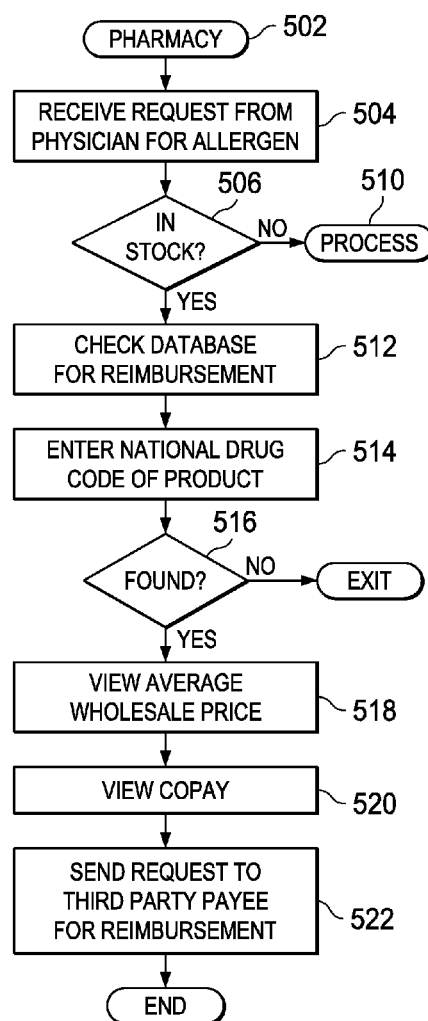 PHARMACY
502
RECEIVE REQUEST FROM
PHYSICIAN FOR ALLERGEN
504
506
IN
STOCK?
NO
510
PROCESS
YES
CHECK DATABASE
FOR REIMBURSEMENT
512
ENTER NATIONAL DRUG
CODE OF PRODUCT
514
516
FOUND?
NO
EXIT
YES
VIEW AVERAGE
WHOLESALE PRICE
518
VIEW COPAY
520
SEND REQUEST TO
THIRD PARTY PAYEE
FOR REIMBURSEMENT
522
END